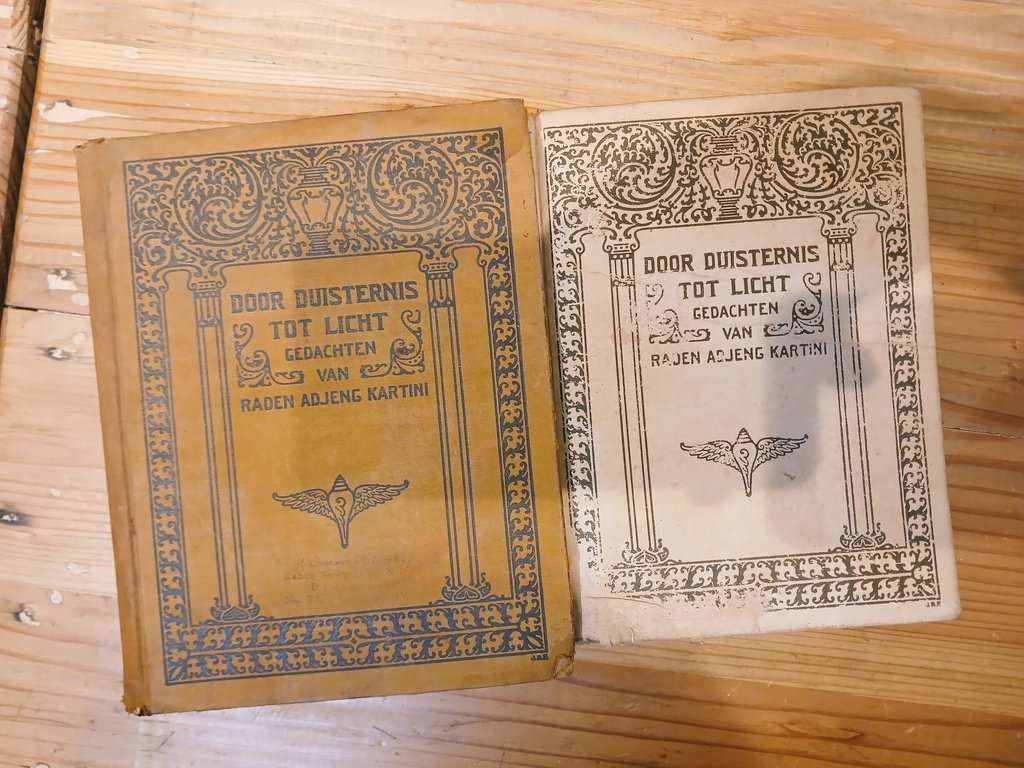 DOOR DUISTERNIS
TOT LICHT
GEDACHTEN
VAN
RADEN ADJENG KARTINI
DOOR DUISTERNIS
TOT LICHT
GEDACHTEN
VAN
RADEN ADJENG KARTINI